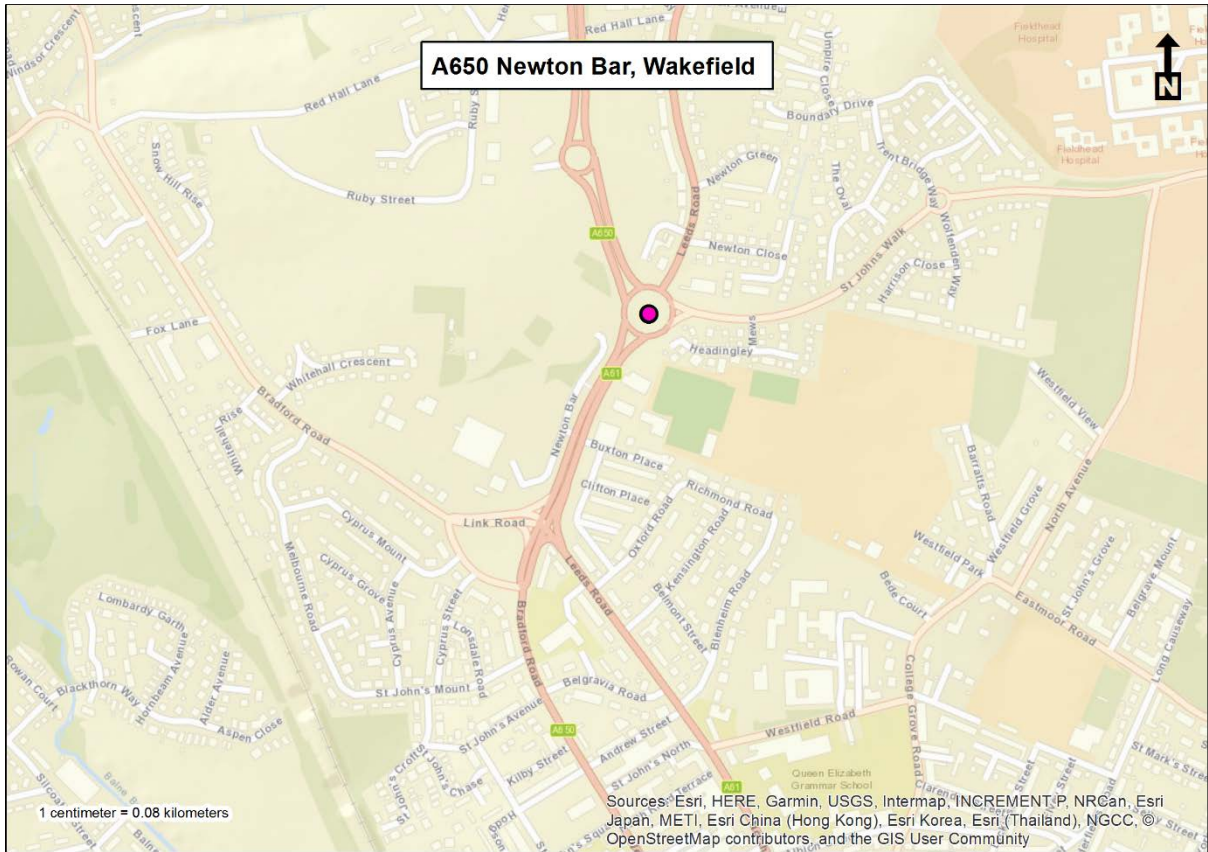 A650 Newton Bar, Wakefield
N
Windsor Crescent
Crescent
Red Hall Lane
Red Hall Lane
Fieldhead
Hospital
Umpire Close
Boundary Drive
Ruby S
Ruby Street
Snow Hill Rise
Trent Bridge Way
The Oval
Newton Green
Leeds Road
Newton Close
Fieldhead
Hospital
A650
St Johns Walk
Wolfenden Way
Harrison Close
Fox Lane
Mews
Headingley
Whitehall Crescent
A61
Bradford Road
Rise
Whitehall
Newton Bar
Westfield View
Buxton Place
Clifton Place
Richmond Road
Barratts Road
North Avenue
Westfield Grove
Link Road
Cyprus Mount
Oxford Road
Kensington Road
Melbourne Road
Cyprus Grove
Cyprus Avenue
Cyprus Street
Lonsdale Road
Leeds Road
Belmont Street
Blenheim Road
Westfield Park
Bede Court
St John's Grove
Belgrave Mount
Eastmoor Road
Long Causeway
Lombardy Garth
Hornbeam Avenue
Alder Avenue
Rowan Court
Blackthorn Way
Aspen Close
St John's Mount
Bradford Road
Belgravia Road
St John's Avenue
College Grove Road
Westfield Road
A650
Andrew Street
Kilby Street
St John's North
St John's Croft
St John's Chase
Terrace
St Mark's Street
Queen Elizabeth
Grammar School
A61
Street
1 centimeter = 0.08 kilometers
Sources: Esri, HERE, Garmin, USGS, Intermap, INCREMENT P, NRCan, Esri
Japan, METI, Esri China (Hong Kong), Esri Korea, Esri (Thailand), NGCC, ©
OpenStreetMap contributors, and the GIS User Community